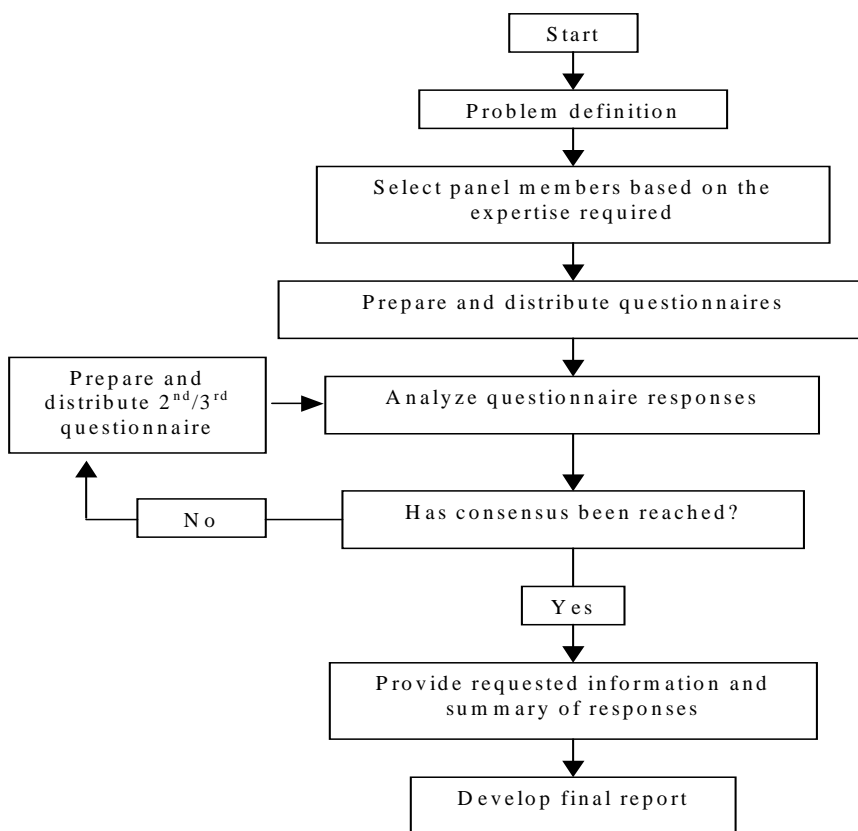 Start
Problem definition
Select panel members based on the
expertise required
Prepare and distribute questionnaires
Prepare and
distribute 2nd/3rd
questionnaire
Analyze questionnaire responses
No
Has consensus been reached?
Yes
Provide requested information and
summary of responses
Develop final report